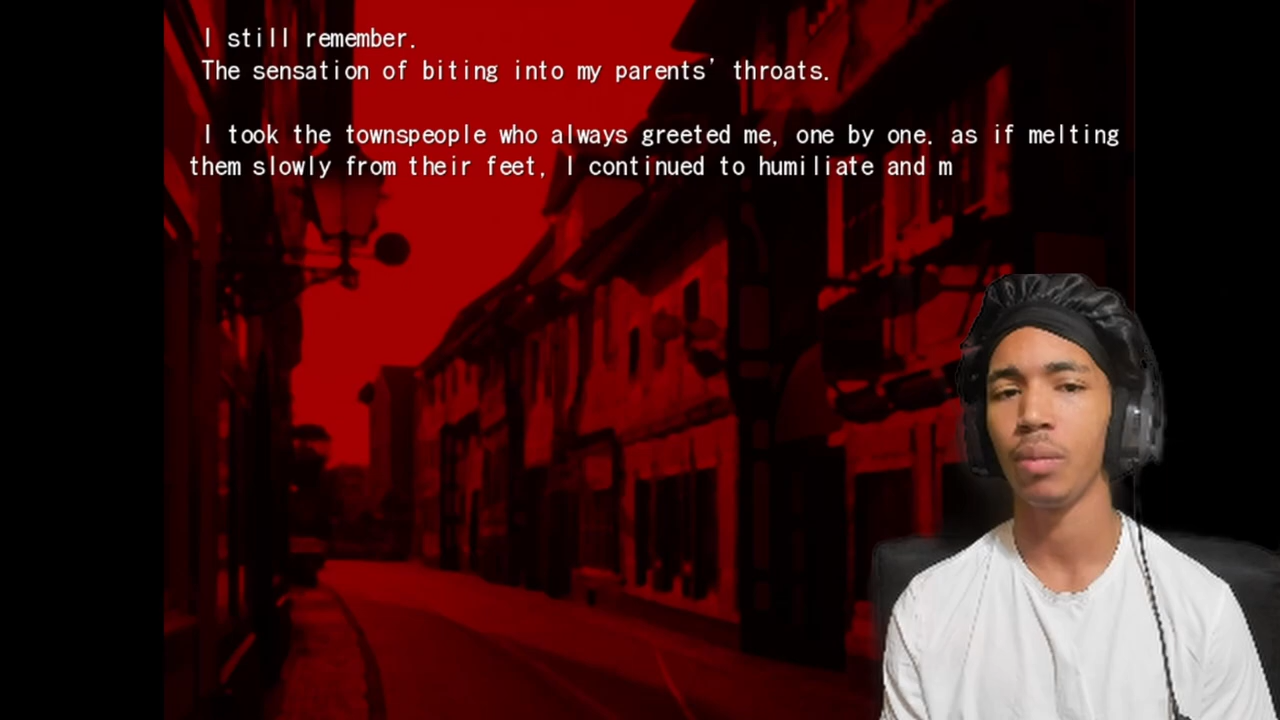 I still remember.
The sensation of biting into my parents' throats.
I took the townspeople who always greeted me, one by one. as if melting
them slowly from their feet, I continued to humiliate and m